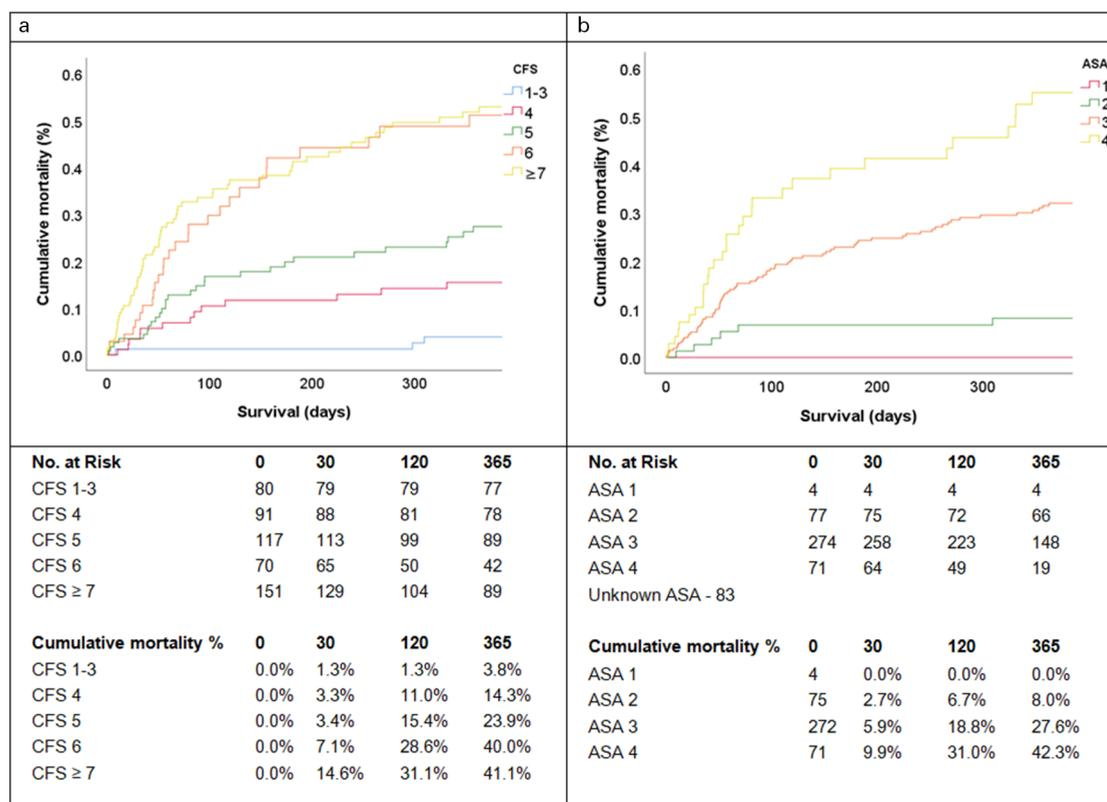 a
CFS
1-3
4
5
6
≥7
Cumulative mortality (%)
0.6
0.5
0.4
0.3
0.2
0.1
0.0
0 100 200 300
Survival (days)
No. at Risk 0 30 120 365
CFS 1-3 80 79 79 77
CFS 4 91 88 81 78
CFS 5 117 113 99 89
CFS 6 70 65 50 42
CFS ≥ 7 151 129 104 89
Cumulative mortality % 0 30 120 365
CFS 1-3 0.0% 1.3% 1.3% 3.8%
CFS 4 0.0% 3.3% 11.0% 14.3%
CFS 5 0.0% 3.4% 15.4% 23.9%
CFS 6 0.0% 7.1% 28.6% 40.0%
CFS ≥ 7 0.0% 14.6% 31.1% 41.1%
b
ASA
1
2
3
4
Cumulative mortality (%)
0.6
0.5
0.4
0.3
0.2
0.1
0.0
0 100 200 300
Survival (days)
No. at Risk 0 30 120 365
ASA 1 4 4 4 4
ASA 2 77 75 72 66
ASA 3 274 258 223 148
ASA 4 71 64 49 19
Unknown ASA - 83
Cumulative mortality % 0 30 120 365
ASA 1 4 0.0% 0.0% 0.0%
ASA 2 75 2.7% 6.7% 8.0%
ASA 3 272 5.9% 18.8% 27.6%
ASA 4 71 9.9% 31.0% 42.3%